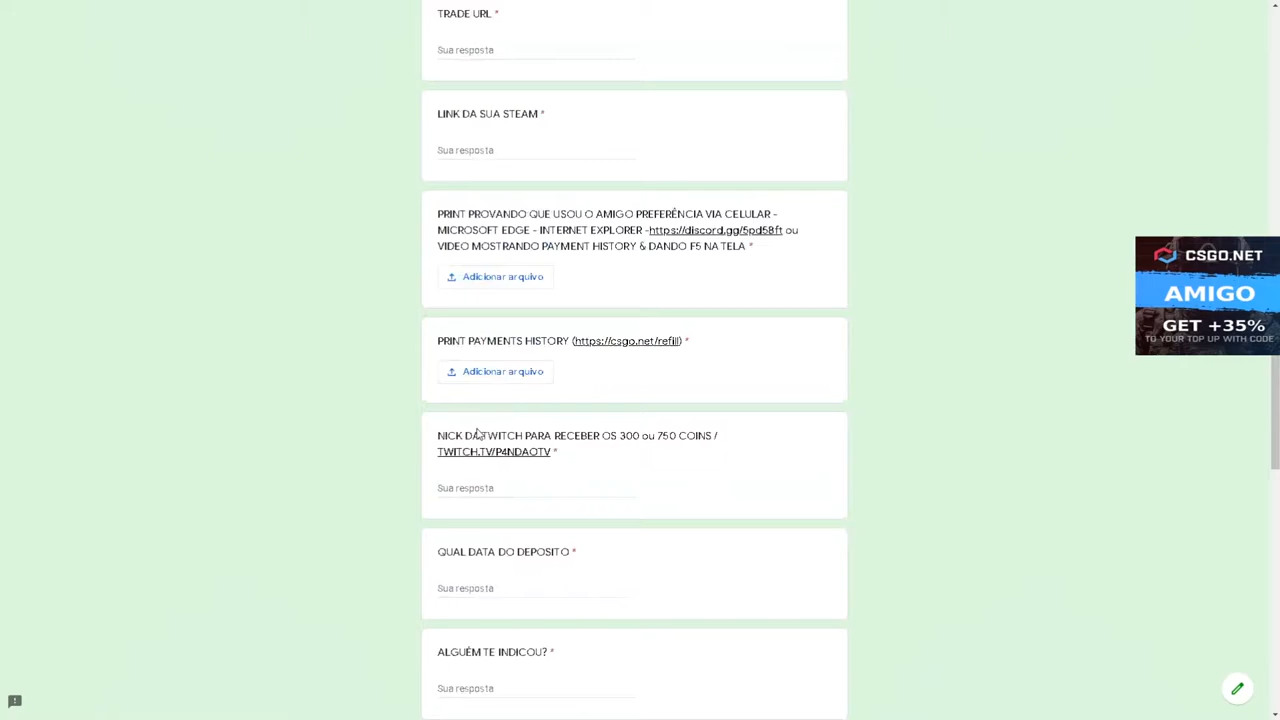 TRADE URL *
Sua resposta
LINK DA SUA STEAM *
Sua resposta
PRINT PROVANDO QUE USOU O AMIGO PREFERÊNCIA VIA CELULAR -
MICROSOFT EDGE - INTERNET EXPLORER -https://discord.gg/5pd58ft ou
VIDEO MOSTRANDO PAYMENT HISTORY & DANDO F5 NA TELA *
Adicionar arquivo
PRINT PAYMENTS HISTORY (https://csgo.net/refill) *
Adicionar arquivo
NICK DA TWITCH PARA RECEBER OS 300 ou 750 COINS /
TWITCH.TV/P4NDAOTV *
Sua resposta
QUAL DATA DO DEPOSITO *
Sua resposta
ALGUÉM TE INDICOU? *
Sua resposta
CSGO.NET
AMIGO
GET +35%
TO YOUR TOP UP WITH CODE